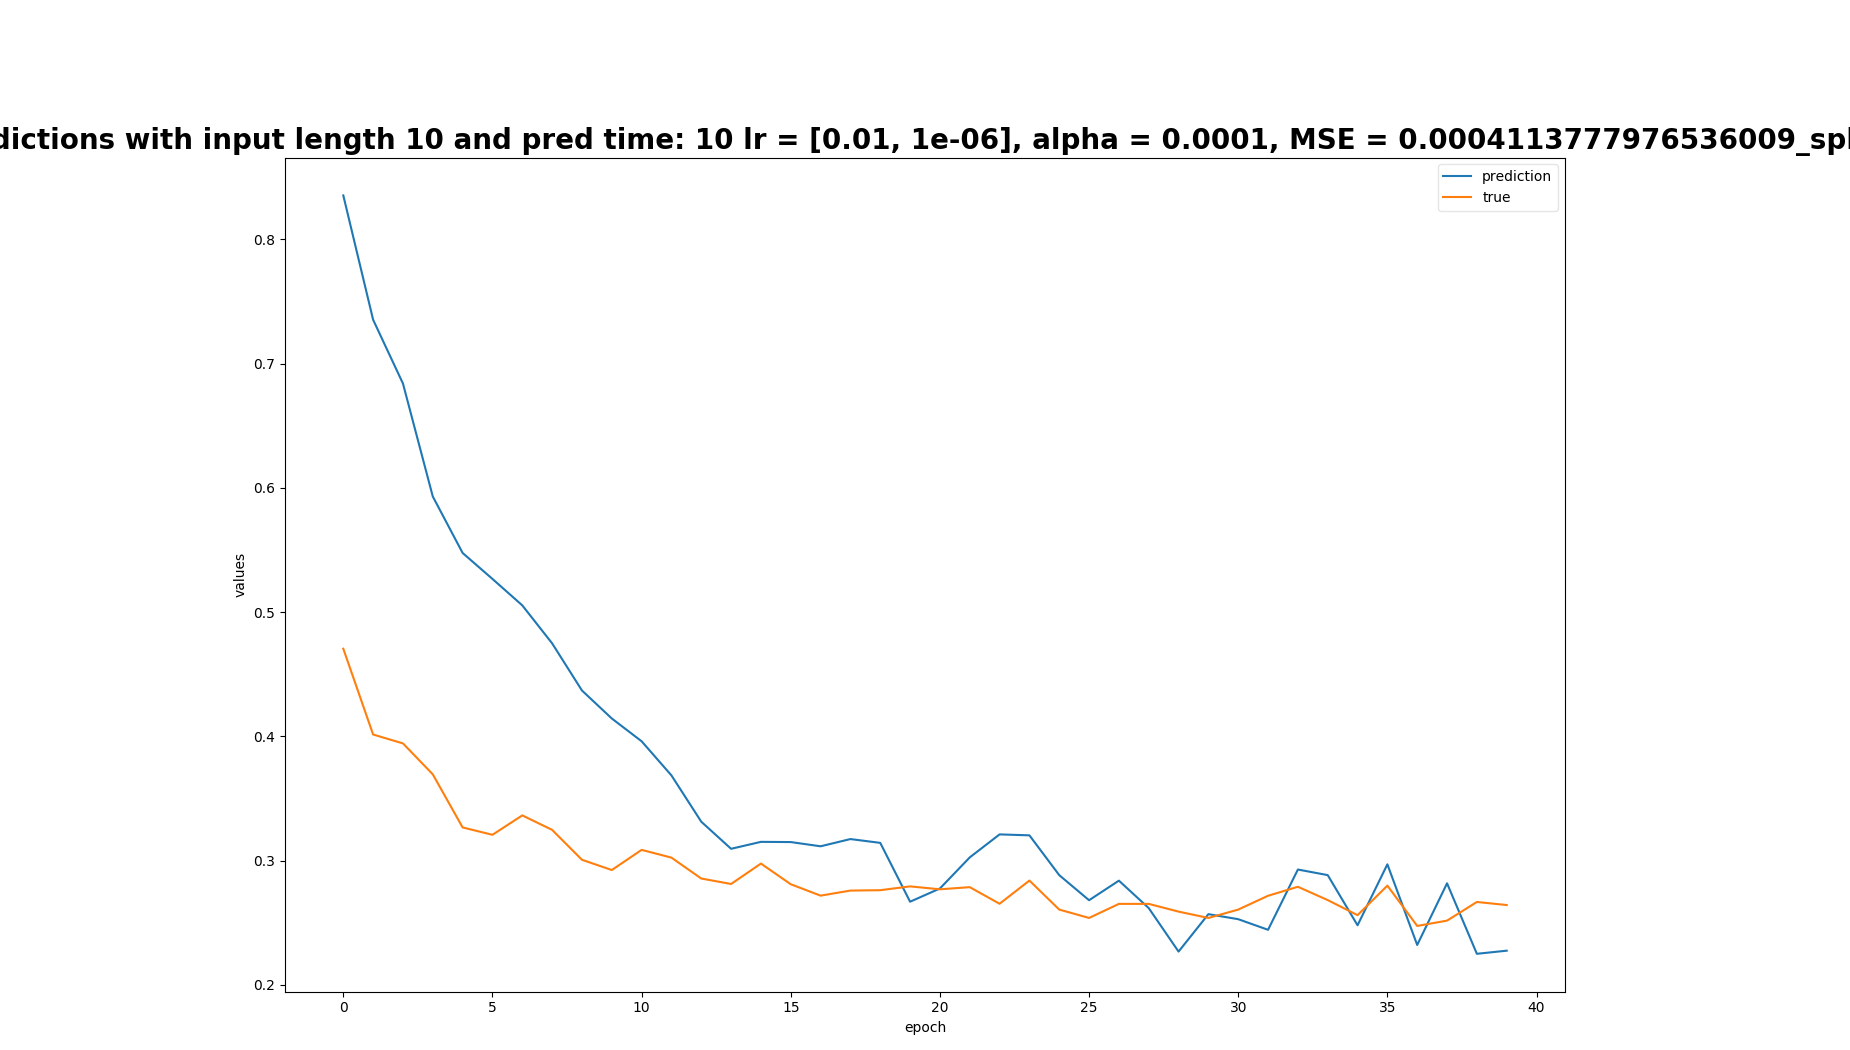 dictions with input length 10 and pred time: 10 lr = [0.01, 1e-06], alpha = 0.0001, MSE = 0.0004113777976536009_spl
prediction
true
0.8
0.7
0.6
0.5
0.4
0.3
0.2
values
0 5 10 15 20 25 30 35 40
epoch